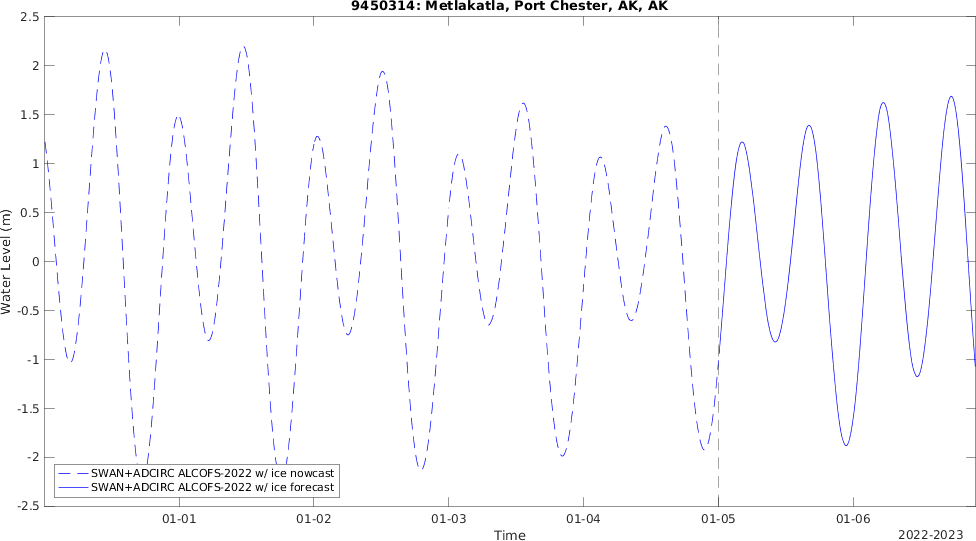 9450314: Metlakatla, Port Chester, AK, AK
2.5
2
1.5
1
0.5
0
-0.5
-1
-1.5
-2
-2.5
Water Level (m)
SWAN+ADCIRC ALCOFS-2022 w/ ice nowcast
SWAN+ADCIRC ALCOFS-2022 w/ ice forecast
01-01 01-02 01-03 01-04 01-05 01-06
Time
2022-2023